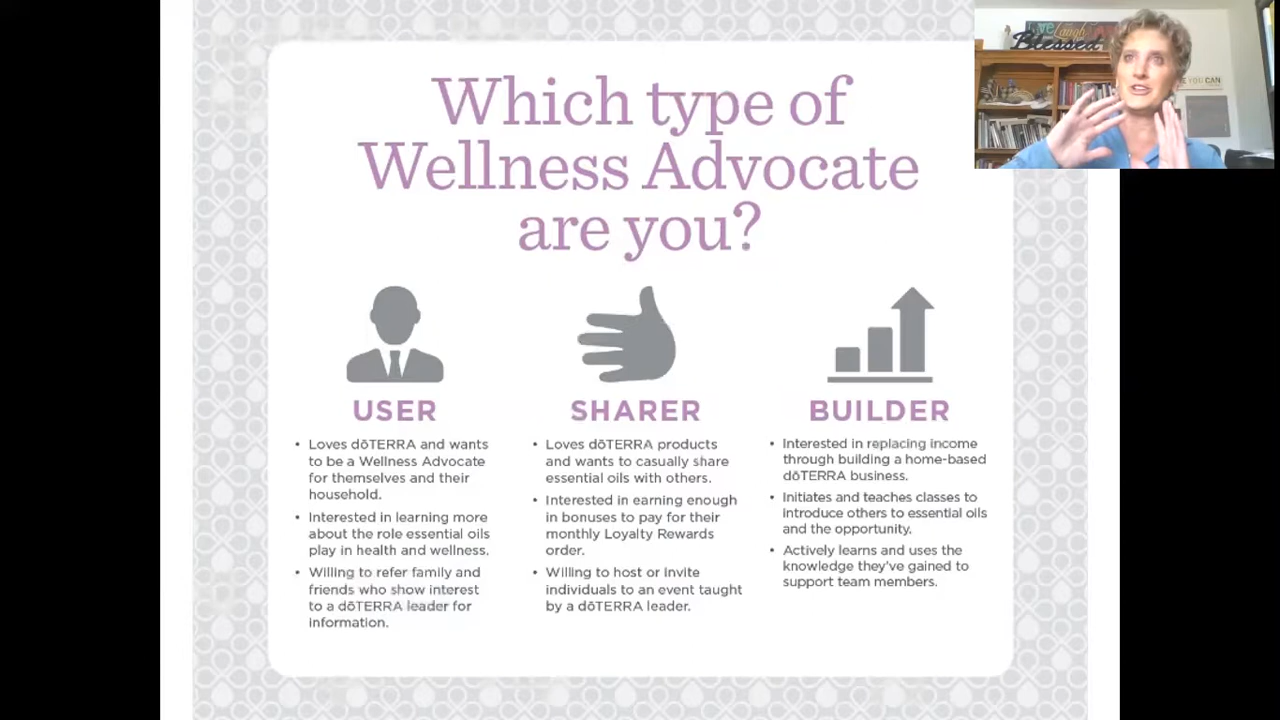 Which type of
Wellness Advocate
are you?
USER
• Loves dōTERRA and wants
to be a Wellness Advocate
for themselves and their
household.
• Interested in learning more
about the role essential oils
play in health and wellness.
• Willing to refer family and
friends who show interest
to a dōTERRA leader for
information.
SHARER
• Loves dōTERRA products
and wants to casually share
essential oils with others.
• Interested in earning enough
in bonuses to pay for their
monthly Loyalty Rewards
order.
• Willing to host or invite
individuals to an event taught
by a dōTERRA leader.
BUILDER
• Interested in replacing income
through building a home-based
dōTERRA business.
• Initiates and teaches classes to
introduce others to essential oils
and the opportunity.
• Actively learns and uses the
knowledge they've gained to
support team members.
Laugh
Blessed
YOU CAN